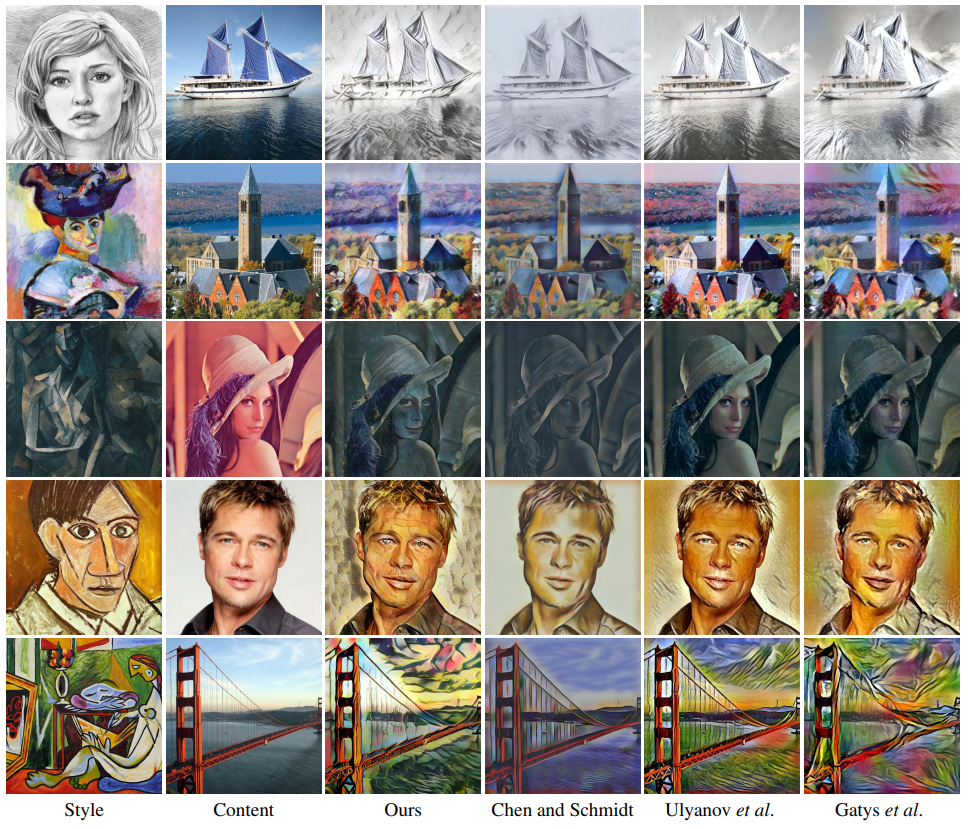 Style Content Ours Chen and Schmidt Ulyanov et al. Gatys et al.